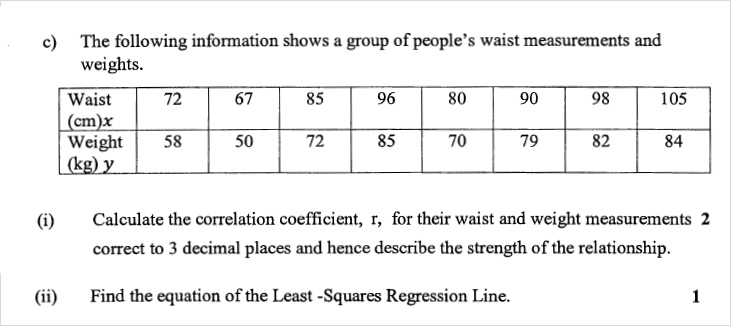 c) The following information shows a group of people's waist measurements and
weights.
Waist (cm)x 72 67 85 96 80 90 98 105
Weight (kg) y 58 50 72 85 70 79 82 84
(i) Calculate the correlation coefficient, r, for their waist and weight measurements 2
correct to 3 decimal places and hence describe the strength of the relationship.
(ii) Find the equation of the Least -Squares Regression Line. 1